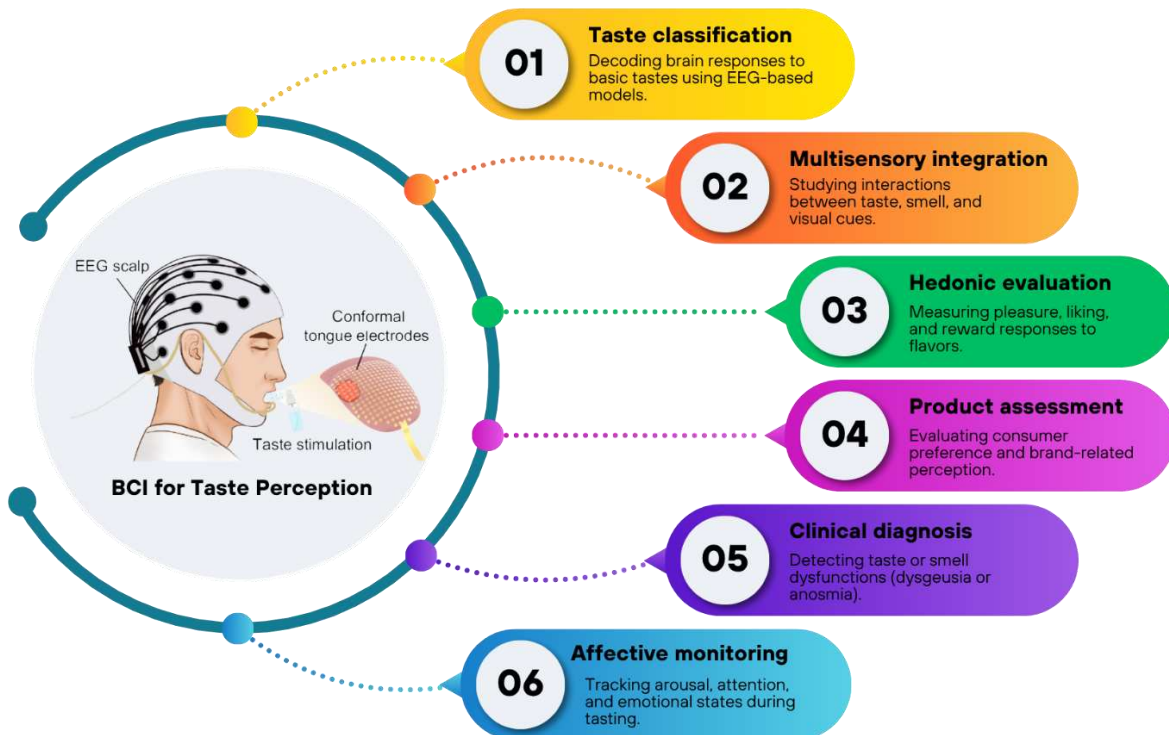 01
Taste classification
Decoding brain responses to
basic tastes using EEG-based
models.
02
Multisensory integration
Studying interactions
between taste, smell, and
visual cues.
EEG scalp
Conformal
tongue electrodes
Taste stimulation
BCI for Taste Perception
03
Hedonic evaluation
Measuring pleasure, liking,
and reward responses to
flavors.
04
Product assessment
Evaluating consumer
preference and brand-related
perception.
05
Clinical diagnosis
Detecting taste or smell
dysfunctions (dysgeusia or
anosmia).
06
Affective monitoring
Tracking arousal, attention,
and emotional states during
tasting.